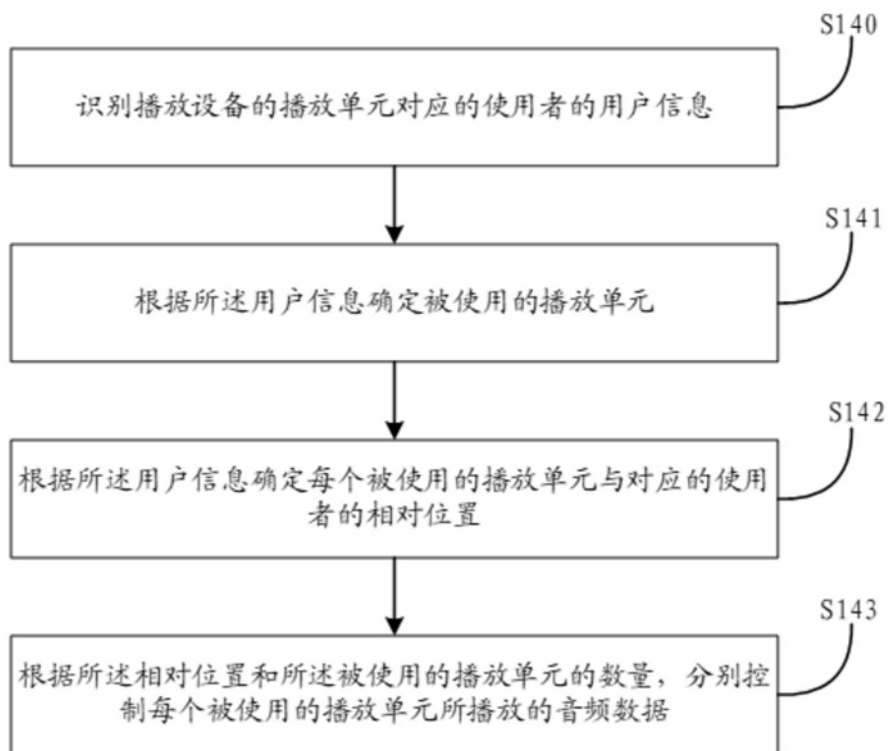 S140
识别播放设备的播放单元对应的使用者的用户信息
S141
根据所述用户信息确定被使用的播放单元
S142
根据所述用户信息确定每个被使用的播放单元与对应的使用
者的相对位置
S143
根据所述相对位置和所述被使用的播放单元的数量，分别控
制每个被使用的播放单元所播放的音频数据